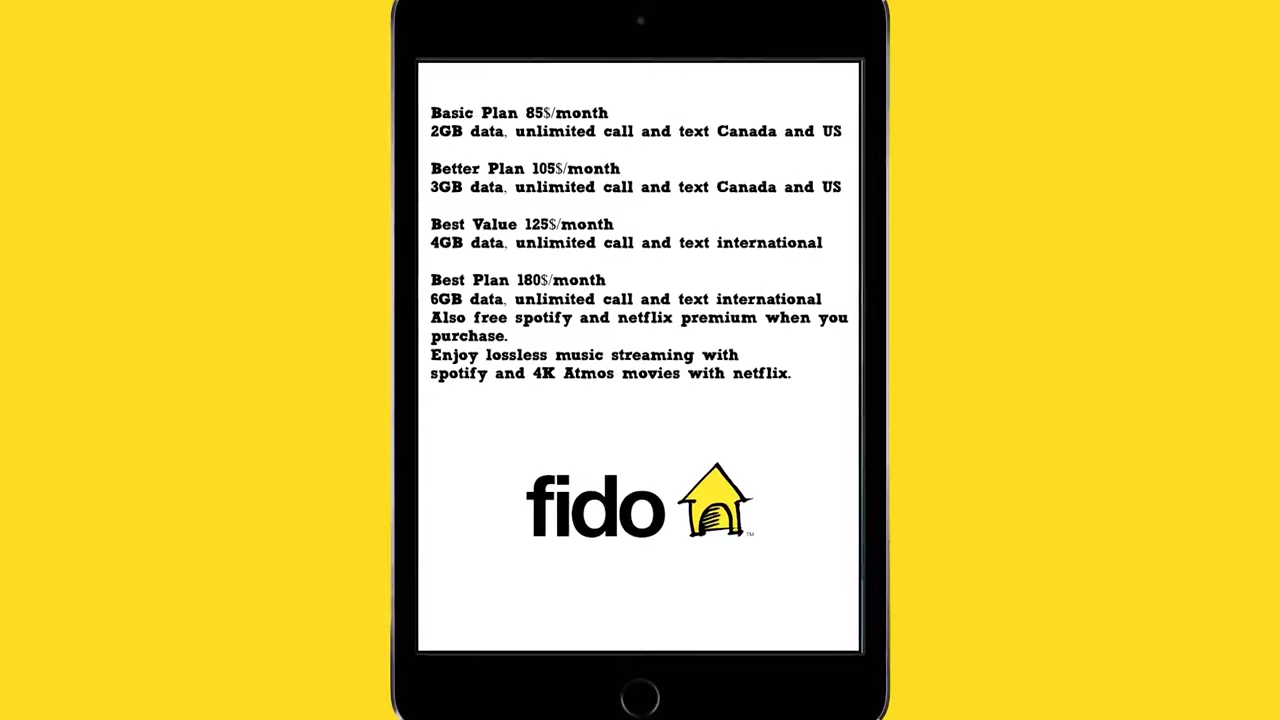 Basic Plan 85$/month
2GB data, unlimited call and text Canada and US
Better Plan 105$/month
3GB data, unlimited call and text Canada and US
Best Value 125$/month
4GB data, unlimited call and text international
Best Plan 180$/month
6GB data, unlimited call and text international
Also free spotify and netflix premium when you
purchase.
Enjoy lossless music streaming with
spotify and 4K Atmos movies with netflix.
fido
TM